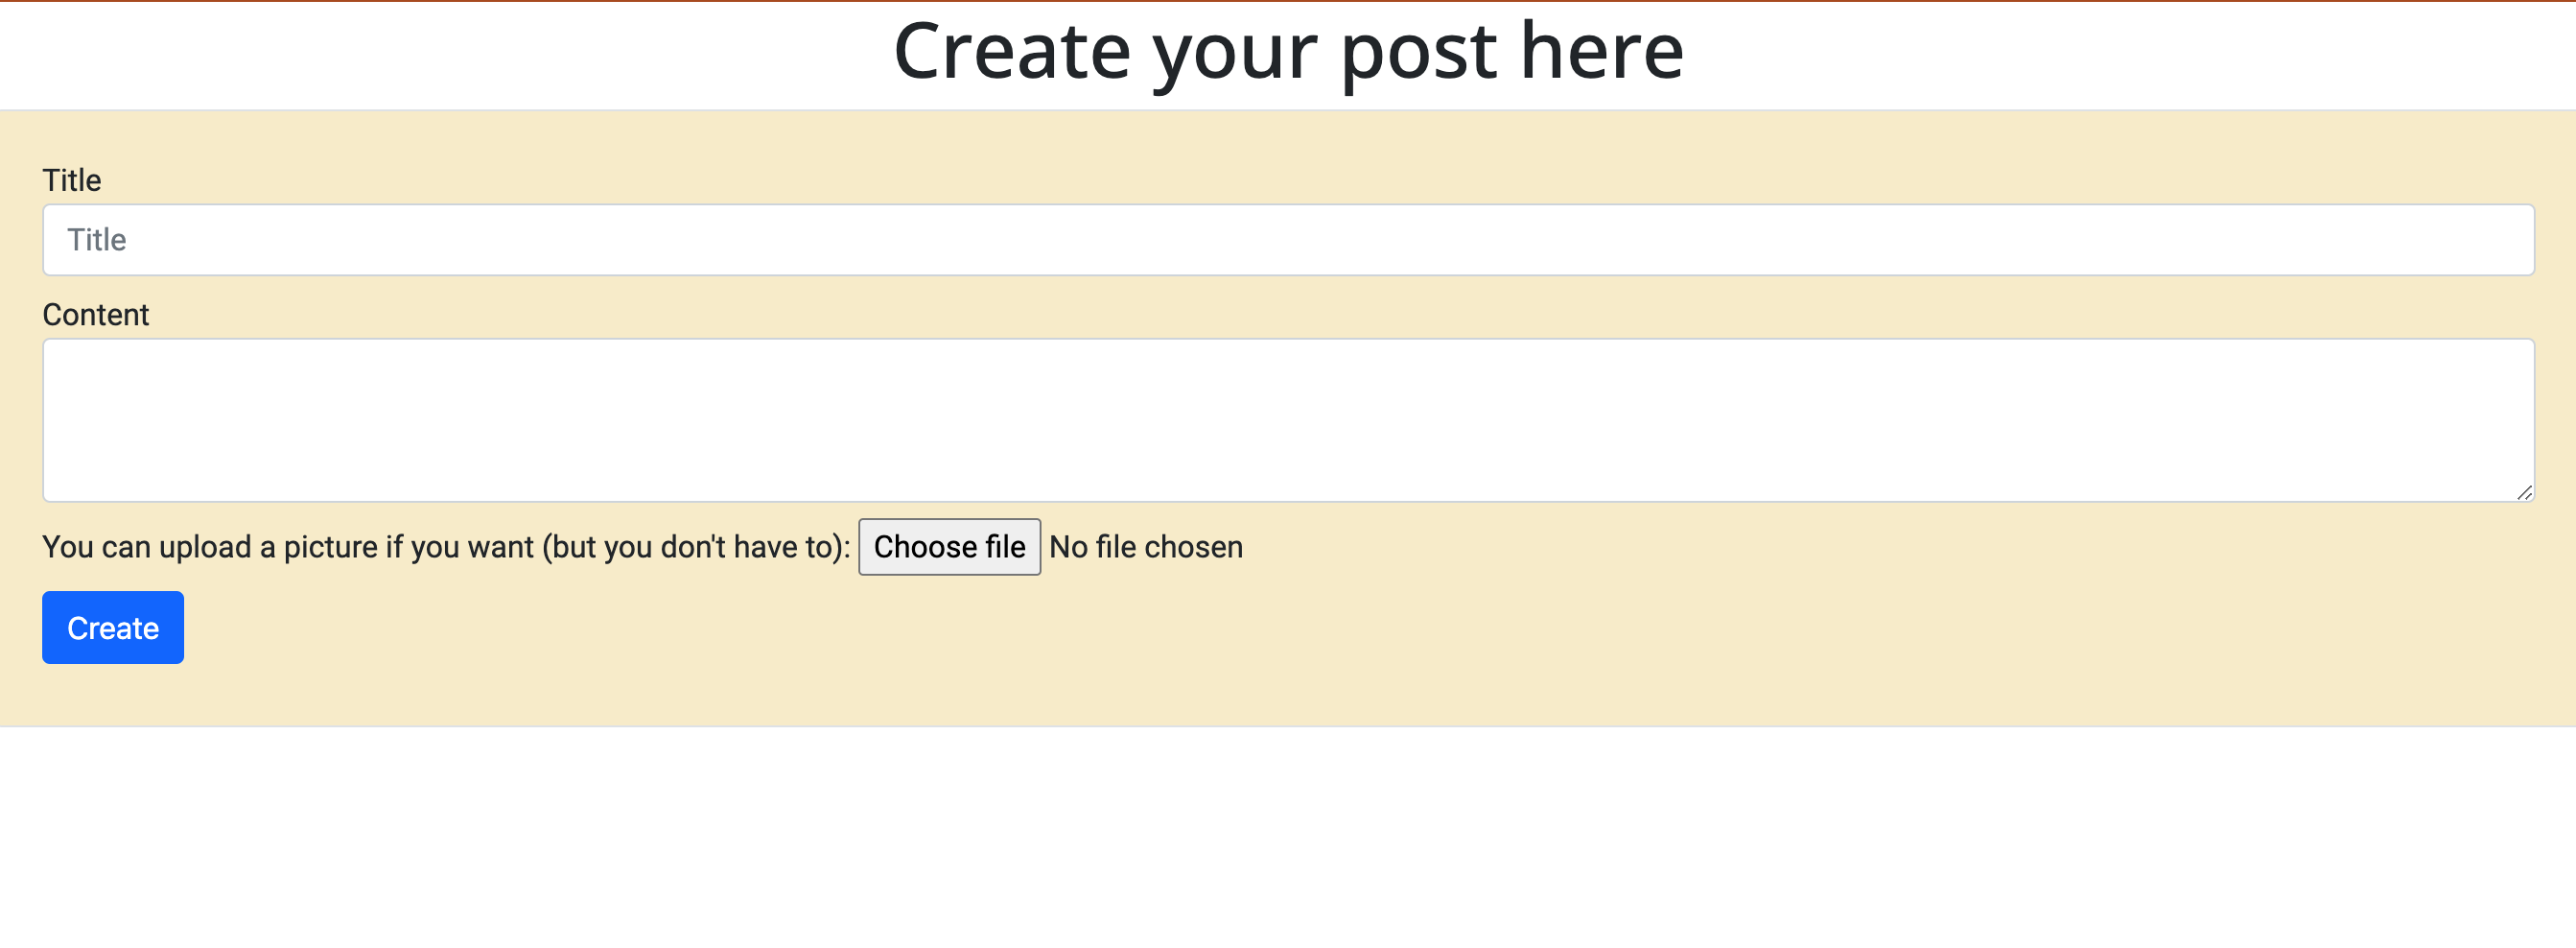 Create your post here
Title
Title
Content
You can upload a picture if you want (but you don't have to): Choose file No file chosen
Create